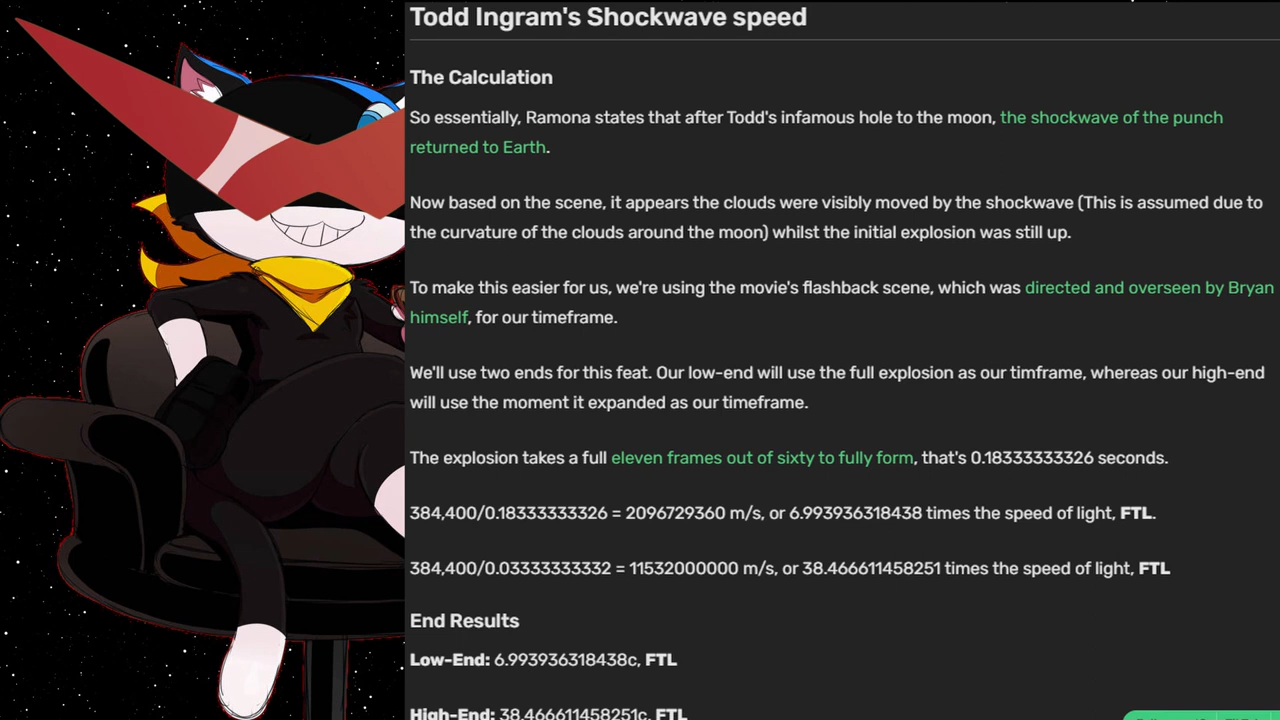 Todd Ingram's Shockwave speed
The Calculation
So essentially, Ramona states that after Todd's infamous hole to the moon, the shockwave of the punch
returned to Earth.
Now based on the scene, it appears the clouds were visibly moved by the shockwave (This is assumed due to
the curvature of the clouds around the moon) whilst the initial explosion was still up.
To make this easier for us, we're using the movie's flashback scene, which was directed and overseen by Bryan
himself, for our timeframe.
We'll use two ends for this feat. Our low-end will use the full explosion as our timframe, whereas our high-end
will use the moment it expanded as our timeframe.
The explosion takes a full eleven frames out of sixty to fully form, that's 0.18333333326 seconds.
384,400/0.18333333326 = 2096729360 m/s, or 6.993936318438 times the speed of light, FTL.
384,400/0.03333333332 = 11532000000 m/s, or 38.466611458251 times the speed of light, FTL
End Results
Low-End: 6.993936318438c, FTL
High-End: 38.466611458251c, FTL